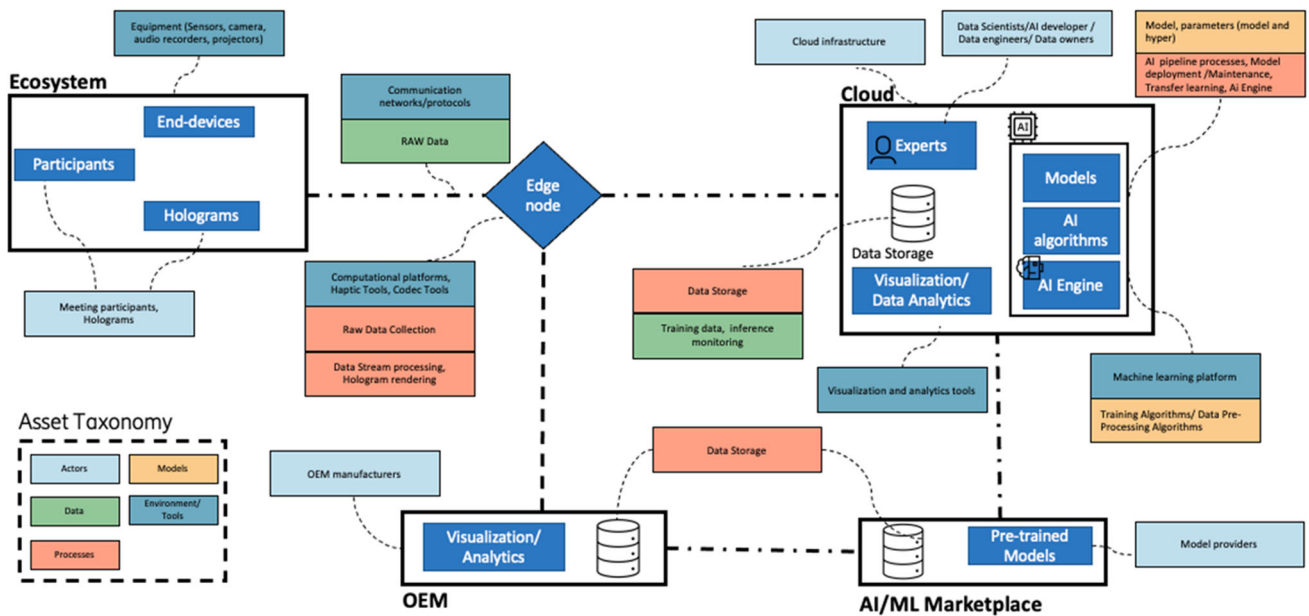 Equipment (Sensors, camera,
audio recorders, projectors)
Ecosystem
End-devices
Participants
Holograms
Meeting participants,
Holograms
Communication
networks/protocols
RAW Data
Edge
node
Computational platforms,
Haptic Tools, Codec Tools
Raw Data Collection
Data Stream processing,
Hologram rendering
Cloud infrastructure
Data Scientists/AI developer /
Data engineers/ Data owners
Model, parameters (model and
hyper)
AI pipeline processes, Model
deployment /Maintenance,
Transfer learning, Ai Engine
Cloud
AI
Experts
Models
AI
algorithms
AI Engine
Data Storage
Visualization/
Data Analytics
Data Storage
Training data, inference
monitoring
Visualization and analytics tools
Machine learning platform
Training Algorithms/ Data Pre-
Processing Algorithms
Asset Taxonomy
Actors
Models
Data
Environment/
Tools
Processes
OEM manufacturers
Data Storage
Visualization/
Analytics
OEM
Pre-trained
Models
AI/ML Marketplace
Model providers